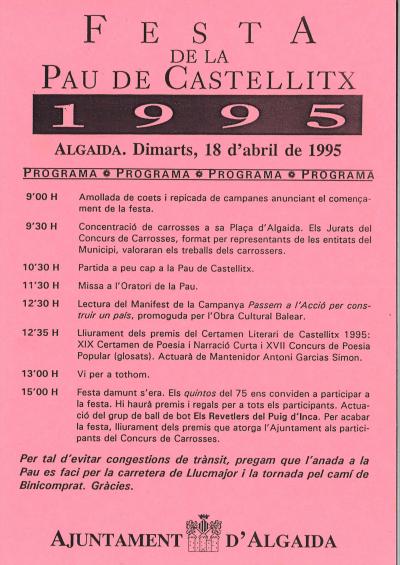 FESTA
DE LA
PAU DE CASTELLITX
1995
ALGAIDA. Dimarts, 18 d'abril de 1995
PROGRAMA PROGRAMA PROGRAMA PROGRAMA
9'00 H Amollada de coets i repicada de campanes anunciant el comença-
ment de la festa.
9'30 H Concentració de carrosses a sa Plaça d'Algaida. Els Jurats del
Concurs de Carrosses, format per representants de les entitats del
Municipi, valoraran els treballs dels carrossers.
10'30 H Partida a peu cap a la Pau de Castellitx.
11'30 H Missa a l'Oratori de la Pau.
12'30 H Lectura del Manifest de la Campanya Passem a l'Acció per cons-
truir un país, promoguda per l'Obra Cultural Balear.
12'35 H Lliurament dels premis del Certamen Literari de Castellitx 1995:
XIX Certamen de Poesia i Narració Curta i XVII Concurs de Poesia
Popular (glosats). Actuarà de Mantenidor Antoni Garcias Simon.
13'00 H Vi per a tothom.
15'00 H Festa damunt s'era. Els quintos del 75 ens conviden a participar a
la festa. Hi haurà premis i regals per a tots els participants. Actua-
ció del grup de ball de bot Els Revetlers del Puig d'Inca. Per acabar
la festa, lliurament dels premis que atorga l'Ajuntament als partici-
pants del Concurs de Carrosses.
Per tal d'evitar congestions de trànsit, pregam que l'anada a la
Pau es faci per la carretera de Llucmajor i la tornada pel camí de
Binicomprat. Gràcies.
AJUNTAMENT D'ALGAIDA